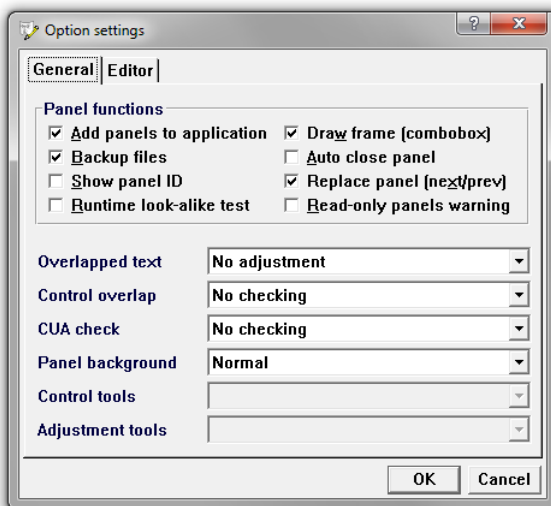 Option settings
?
General Editor
Panel functions
Add panels to application Draw frame (combobox)
Backup files Auto close panel
Show panel ID Replace panel (next/prev)
Runtime look-alike test Read-only panels warning
Overlapped text No adjustment
Control overlap No checking
CUA check No checking
Panel background Normal
Control tools
Adjustment tools
OK Cancel